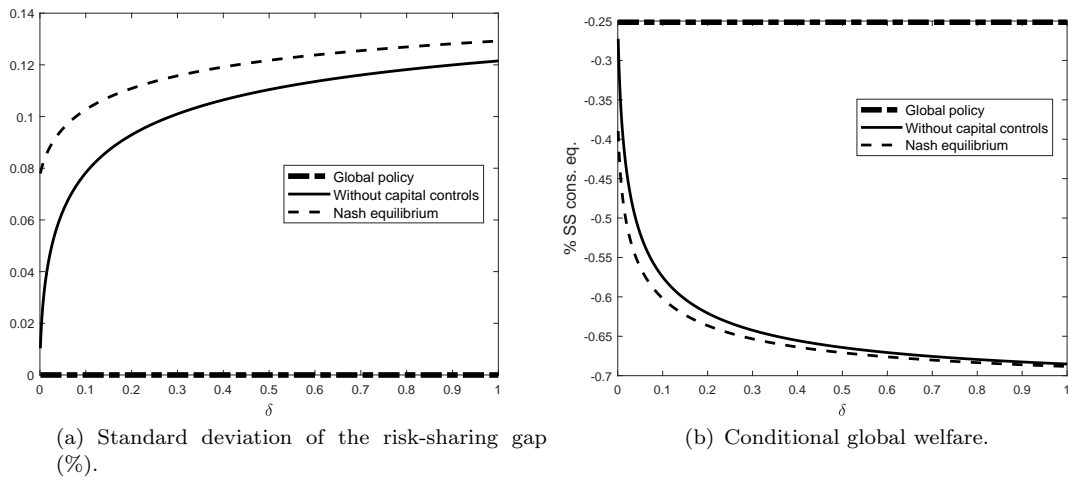 0.14
0.12
0.1
0.08
0.06
0.04
0.02
0
0 0.1 0.2 0.3 0.4 0.5 0.6 0.7 0.8 0.9 1
δ
Global policy
Without capital controls
Nash equilibrium
(a) Standard deviation of the risk-sharing gap
(%).
-0.25
-0.3
-0.35
-0.4
-0.45
-0.5
-0.55
-0.6
-0.65
-0.7
% SS cons. eq.
0 0.1 0.2 0.3 0.4 0.5 0.6 0.7 0.8 0.9 1
δ
Global policy
Without capital controls
Nash equilibrium
(b) Conditional global welfare.